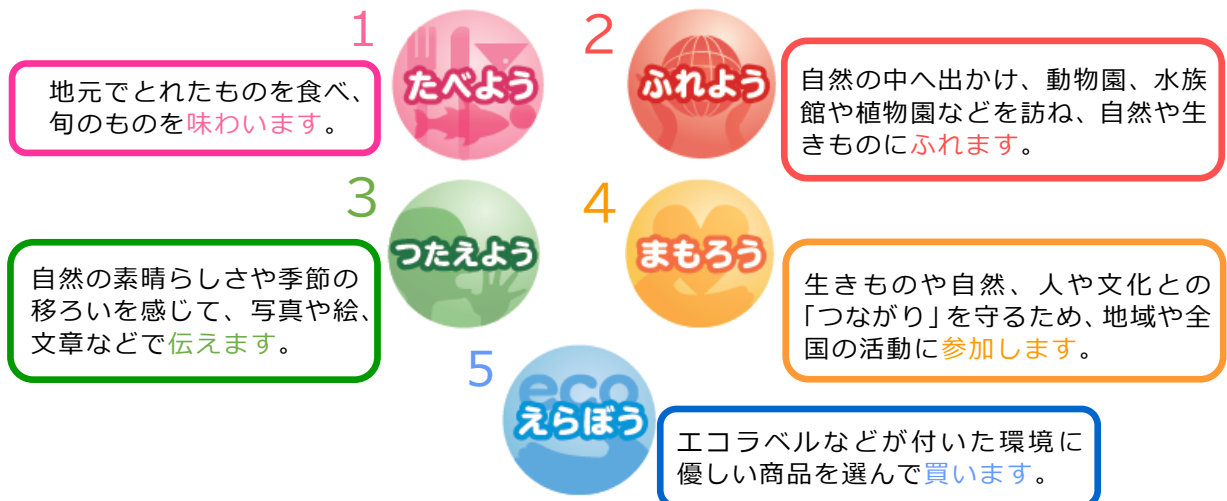 1
たべよう
地元でとれたものを食べ、
旬のものを味わいます。
2
ふれよう
自然の中へ出かけ、動物園、水族
館や植物園などを訪ね、自然や生
きものにふれます。
3
つたえよう
自然の素晴らしさや季節の
移ろいを感じて、写真や絵、
文章などで伝えます。
4
まもろう
生きものや自然、人や文化との
「つながり」を守るため、地域や全
国の活動に参加します。
5
eco
えらぼう
エコラベルなどが付いた環境に
優しい商品を選んで買います。